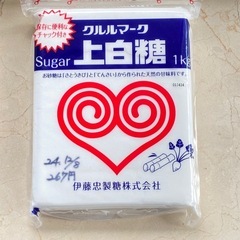 保存に便利な
チャック付き
クルルマーク
Sugar 上白糖 1kg
お砂糖は「さとうきび」と「てんさい」から作られた天然の甘味料です。
24.12/8
267円
伊藤忠製糖株式会社